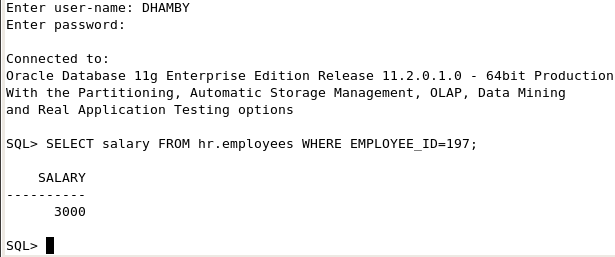 Enter user-name: DHAMBY
Enter password:
Connected to:
Oracle Database 11g Enterprise Edition Release 11.2.0.1.0 - 64bit Production
With the Partitioning, Automatic Storage Management, OLAP, Data Mining
and Real Application Testing options
SQL> SELECT salary FROM hr.employees WHERE EMPLOYEE_ID=197;
SALARY
----------
3000
SQL>